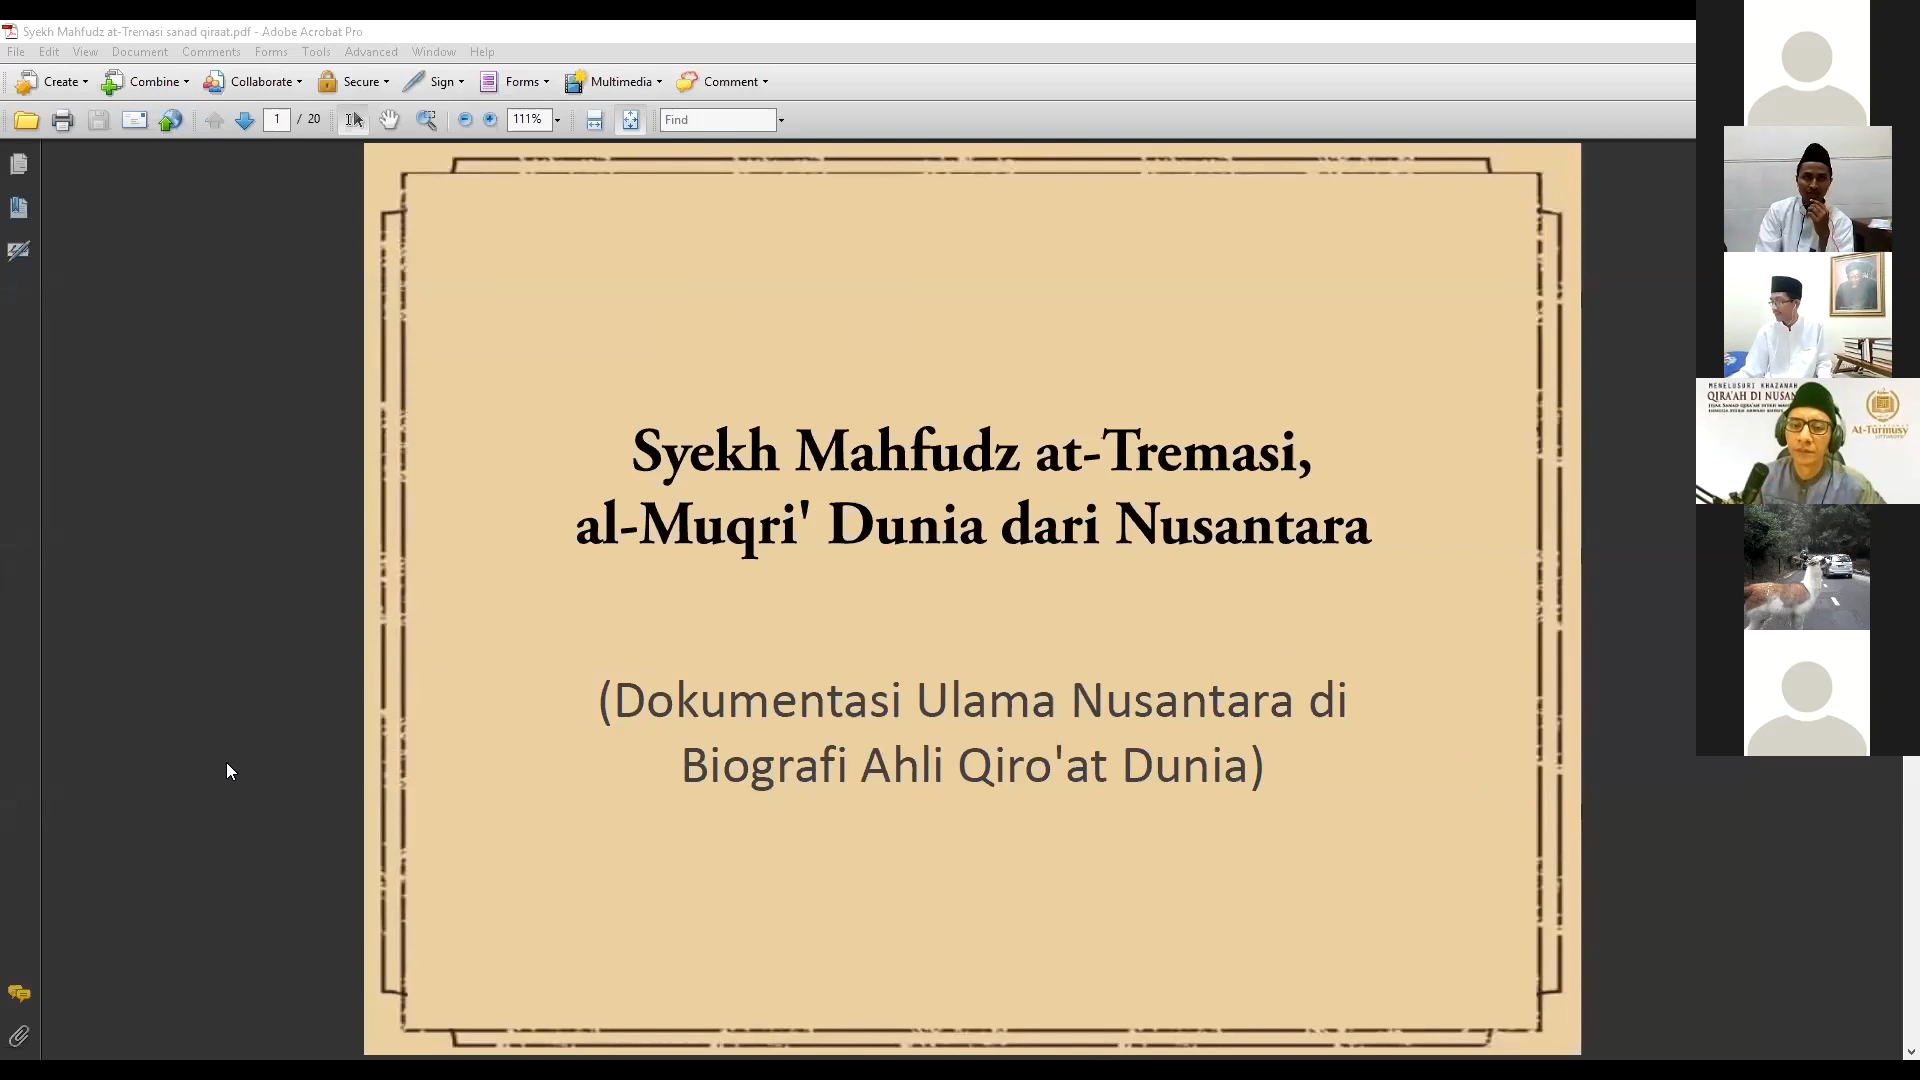 Syekh Mahfudz at-Tremasi sanad qiraat.pdf - Adobe Acrobat Pro
File Edit View Document Comments Forms Tools Advanced Window Help
Create Combine Collaborate Secure Sign Forms Multimedia Comment
1 / 20 111% Find
Syekh Mahfudz at-Tremasi,
al-Muqri' Dunia dari Nusantara
(Dokumentasi Ulama Nusantara di
Biografi Ahli Qiro'at Dunia)
MENELUSURI KHAZANAH
QIRA'AH DI NUSAN
At-Turmusy